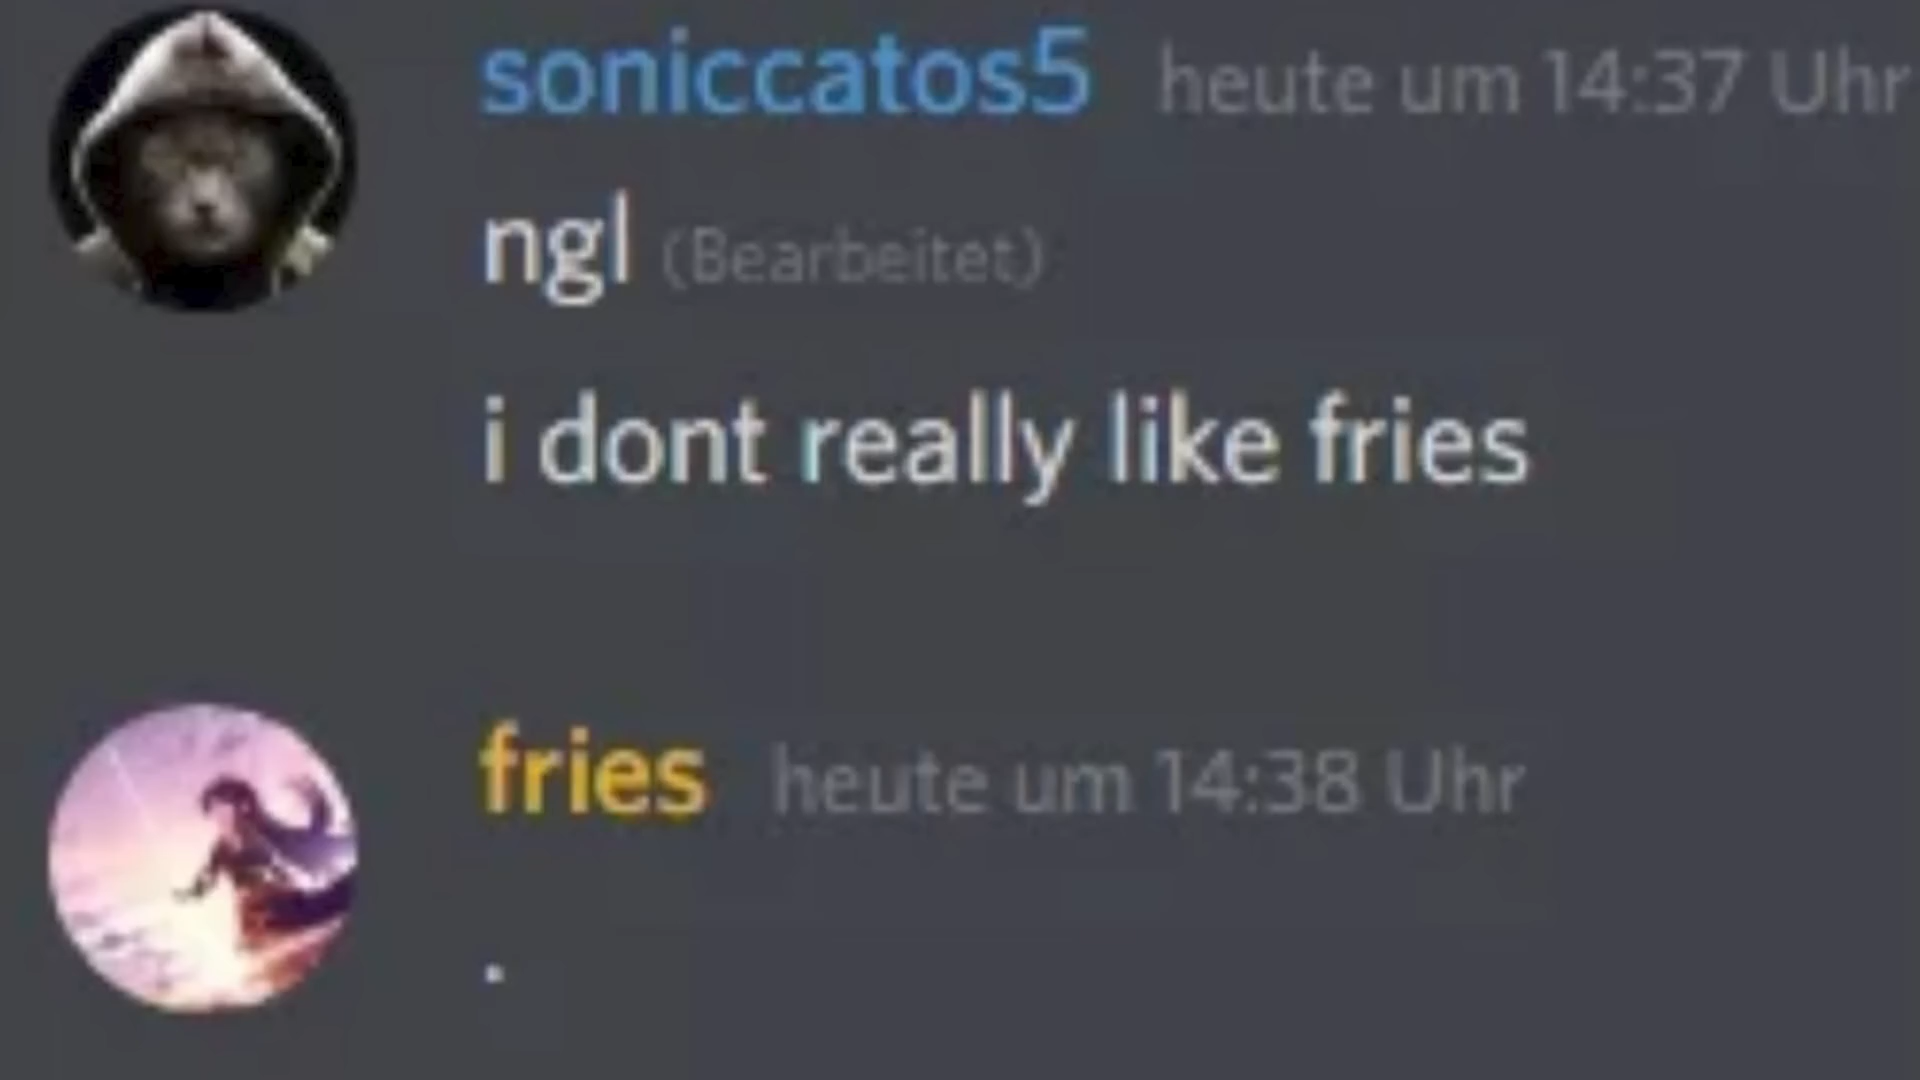 soniccatos5 heute um 14:37 Uhr
ngl (Bearbeitet)
i dont really like fries
fries heute um 14:38 Uhr
.